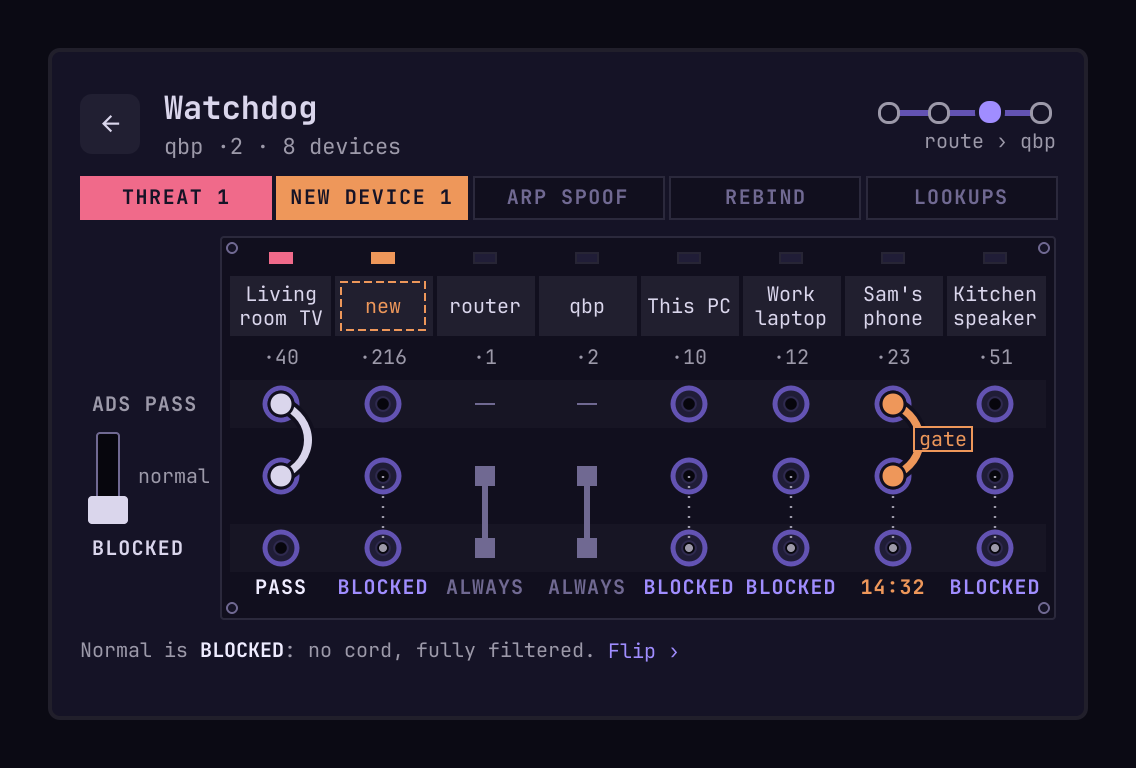 ←
Watchdog
qbp ·2 · 8 devices
route › qbp
THREAT 1
NEW DEVICE 1
ARP SPOOF
REBIND
LOOKUPS
Living
room TV
new
router
qbp
This PC
Work
laptop
Sam's
phone
Kitchen
speaker
·40
·216
·1
·2
·10
·12
·23
·51
ADS PASS
— —
gate
normal
BLOCKED
PASS
BLOCKED
ALWAYS
ALWAYS
BLOCKED
BLOCKED
14:32
BLOCKED
Normal is BLOCKED: no cord, fully filtered. Flip ›